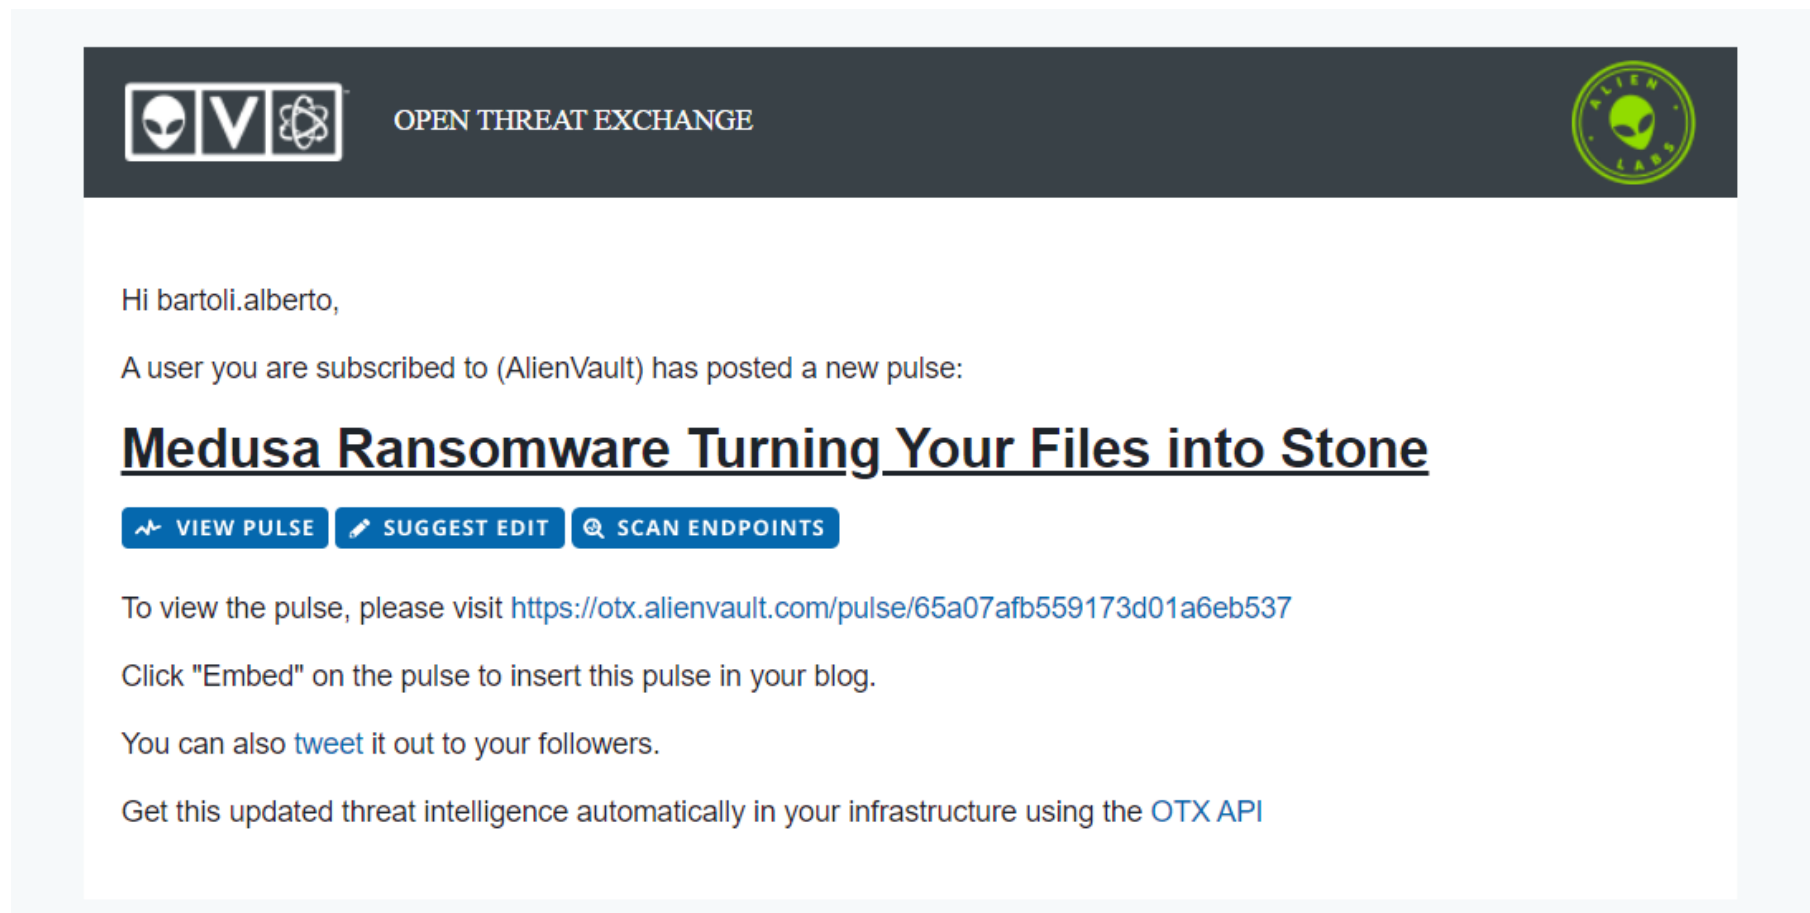 V
OPEN THREAT EXCHANGE
ALIEN LABS
Hi bartoli.alberto,
A user you are subscribed to (AlienVault) has posted a new pulse:
Medusa Ransomware Turning Your Files into Stone
VIEW PULSE SUGGEST EDIT SCAN ENDPOINTS
To view the pulse, please visit https://otx.alienvault.com/pulse/65a07afb559173d01a6eb537
Click "Embed" on the pulse to insert this pulse in your blog.
You can also tweet it out to your followers.
Get this updated threat intelligence automatically in your infrastructure using the OTX API